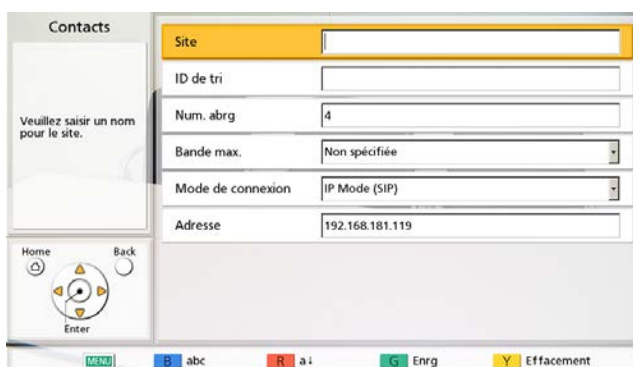 Contacts
Veuillez saisir un nom
pour le site.
Site
ID de tri
Num. abrg 4
Bande max. Non spécifiée
Mode de connexion IP Mode (SIP)
Adresse 192.168.181.119
Home Back
Enter
MENU B abc R a↓ G Enrg Y Effacement